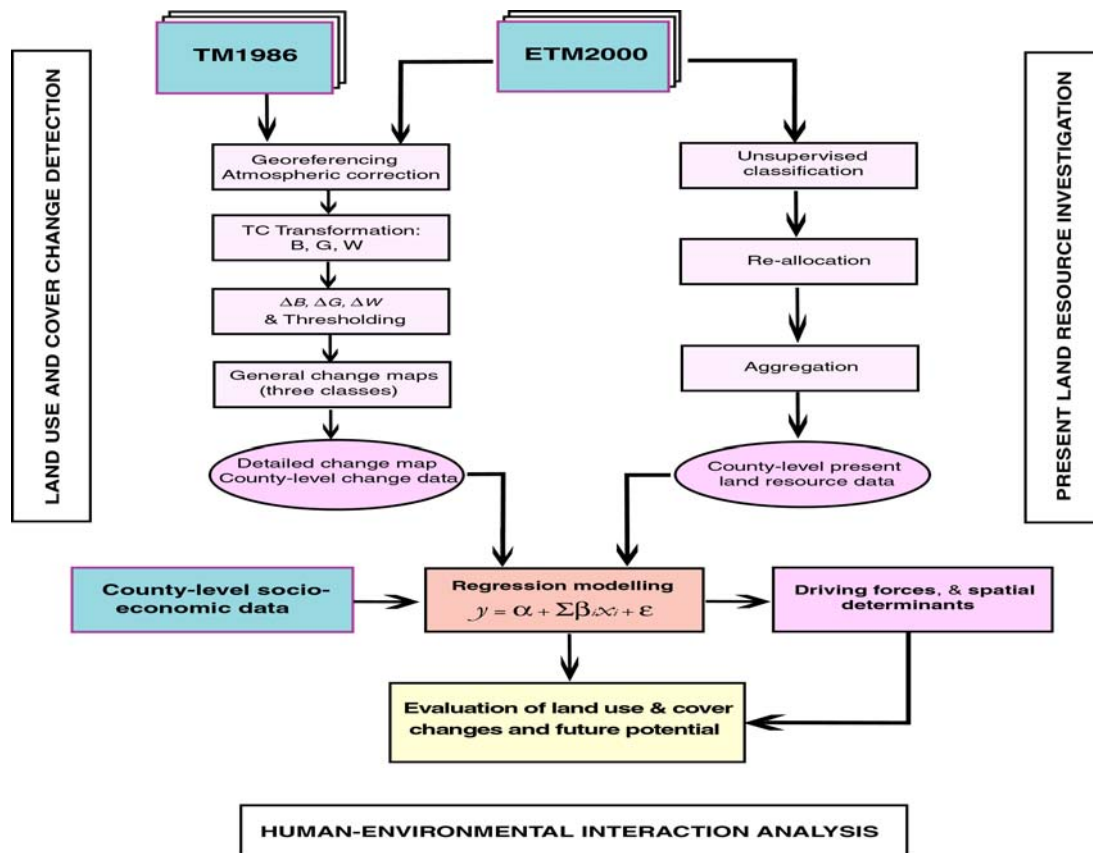 TM1986
ETM2000
LAND USE AND COVER CHANGE DETECTION
PRESENT LAND RESOURCE INVESTIGATION
Georeferencing
Atmospheric correction
TC Transformation:
B, G, W
ΔB, ΔG, ΔW
& Thresholding
General change maps
(three classes)
Detailed change map
County-level change data
Unsupervised
classification
Re-allocation
Aggregation
County-level present
land resource data
County-level socio-
economic data
Regression modelling
y = α + Σβᵢxᵢ + ε
Driving forces, & spatial
determinants
Evaluation of land use & cover
changes and future potential
HUMAN-ENVIRONMENTAL INTERACTION ANALYSIS